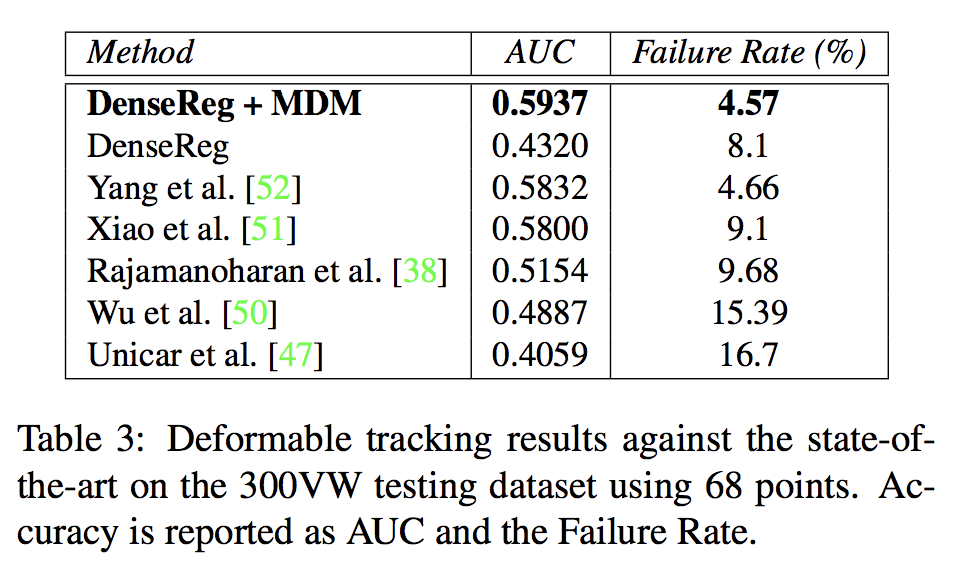 Method AUC Failure Rate (%)
DenseReg + MDM 0.5937 4.57
DenseReg 0.4320 8.1
Yang et al. [52] 0.5832 4.66
Xiao et al. [51] 0.5800 9.1
Rajamanoharan et al. [38] 0.5154 9.68
Wu et al. [50] 0.4887 15.39
Unicar et al. [47] 0.4059 16.7
Table 3: Deformable tracking results against the state-of-
the-art on the 300VW testing dataset using 68 points. Ac-
curacy is reported as AUC and the Failure Rate.